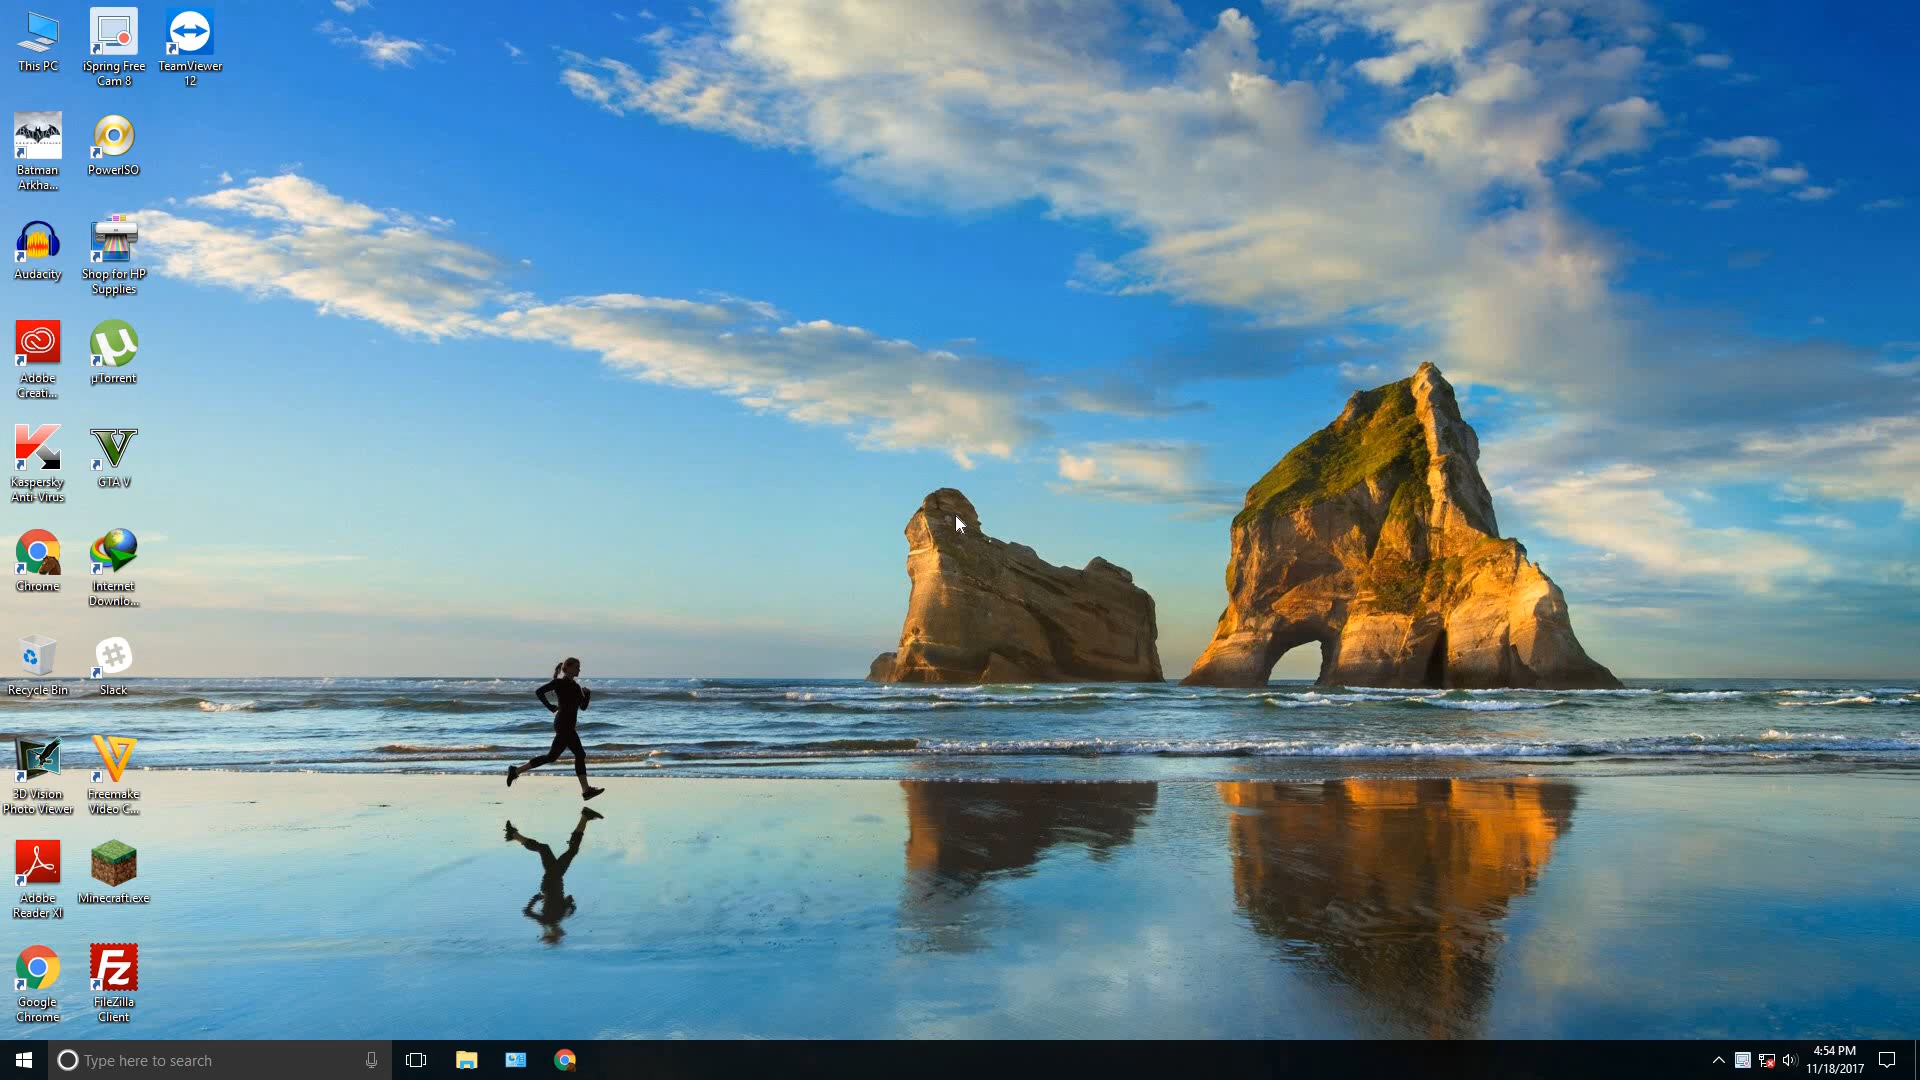 This PC
iSpring Free
Cam 8
TeamViewer
12
BATMAN
Batman
Arkha...
PowerISO
Audacity
Shop for HP
Supplies
Adobe
Creati...
µTorrent
Kaspersky
Anti-Virus
V
GTA V
Chrome
Internet
Downlo...
Recycle Bin
Slack
3D Vision
Photo Viewer
Freemake
Video C...
Adobe
Reader XI
Minecraft.exe
Google
Chrome
Fz
FileZilla
Client
Type here to search
4:54 PM
11/18/2017